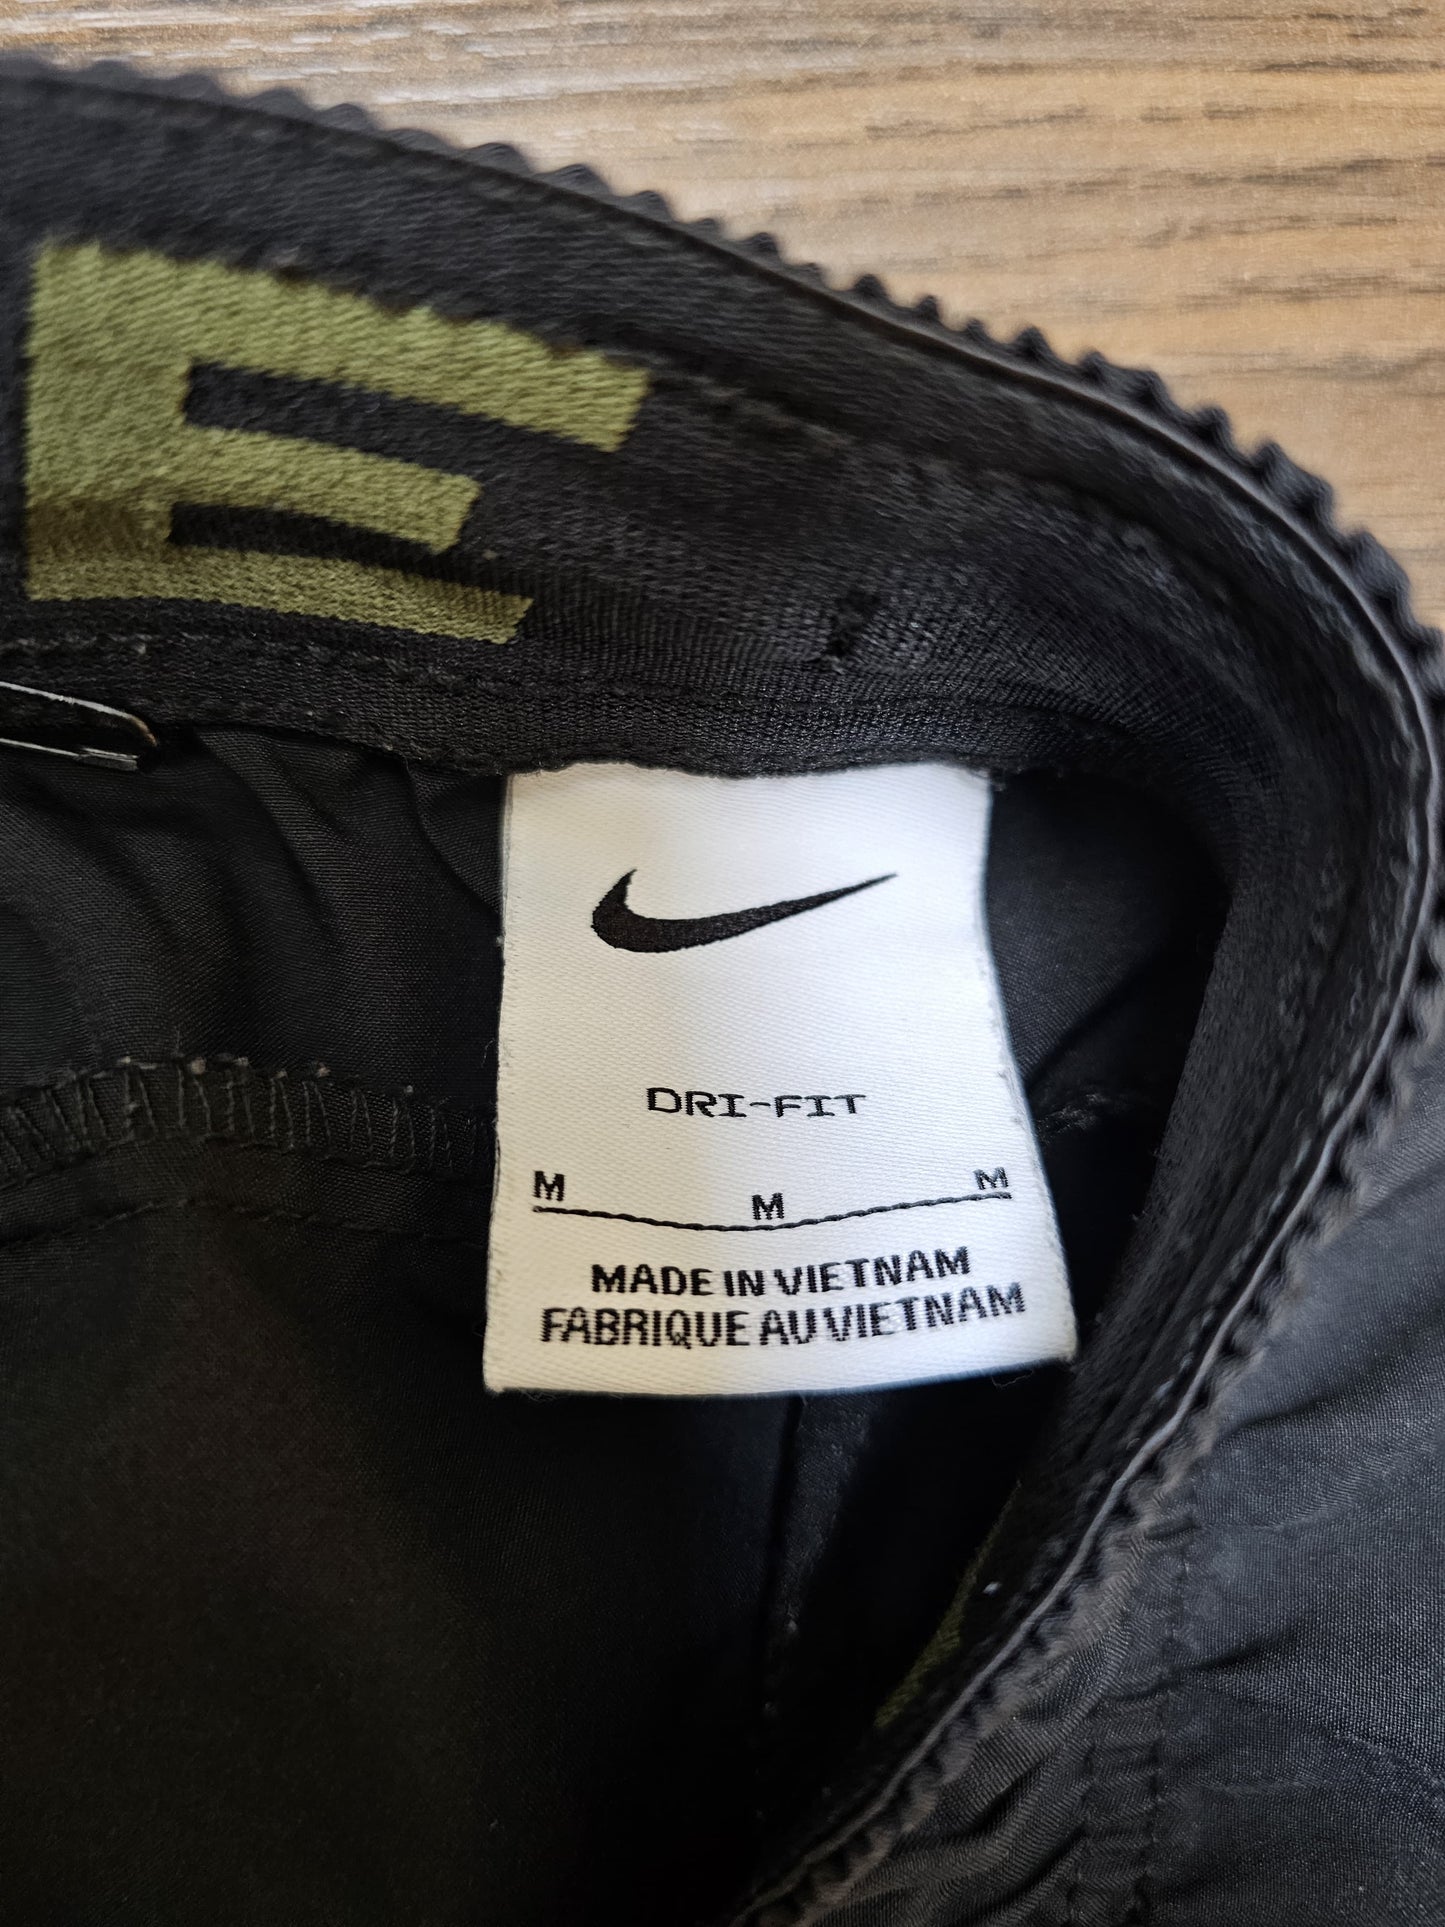 DRI-FIT
M M M
MADE IN VIETNAM
FABRIQUE AU VIETNAM